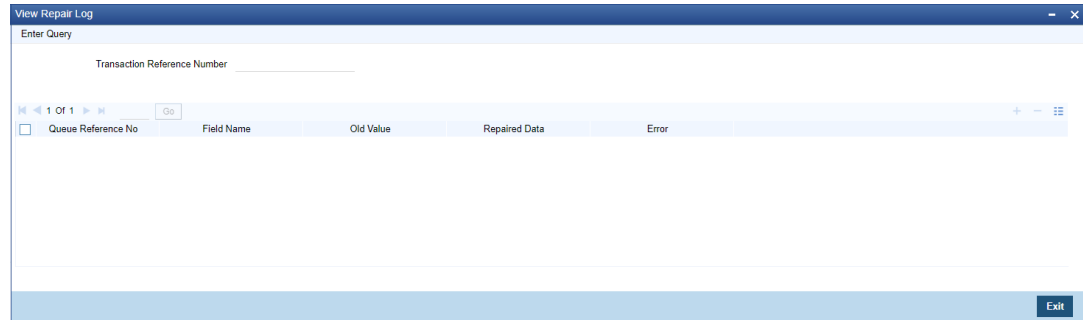 View Repair Log
Enter Query
Transaction Reference Number
1 Of 1 Go
Queue Reference No Field Name Old Value Repaired Data Error
Exit